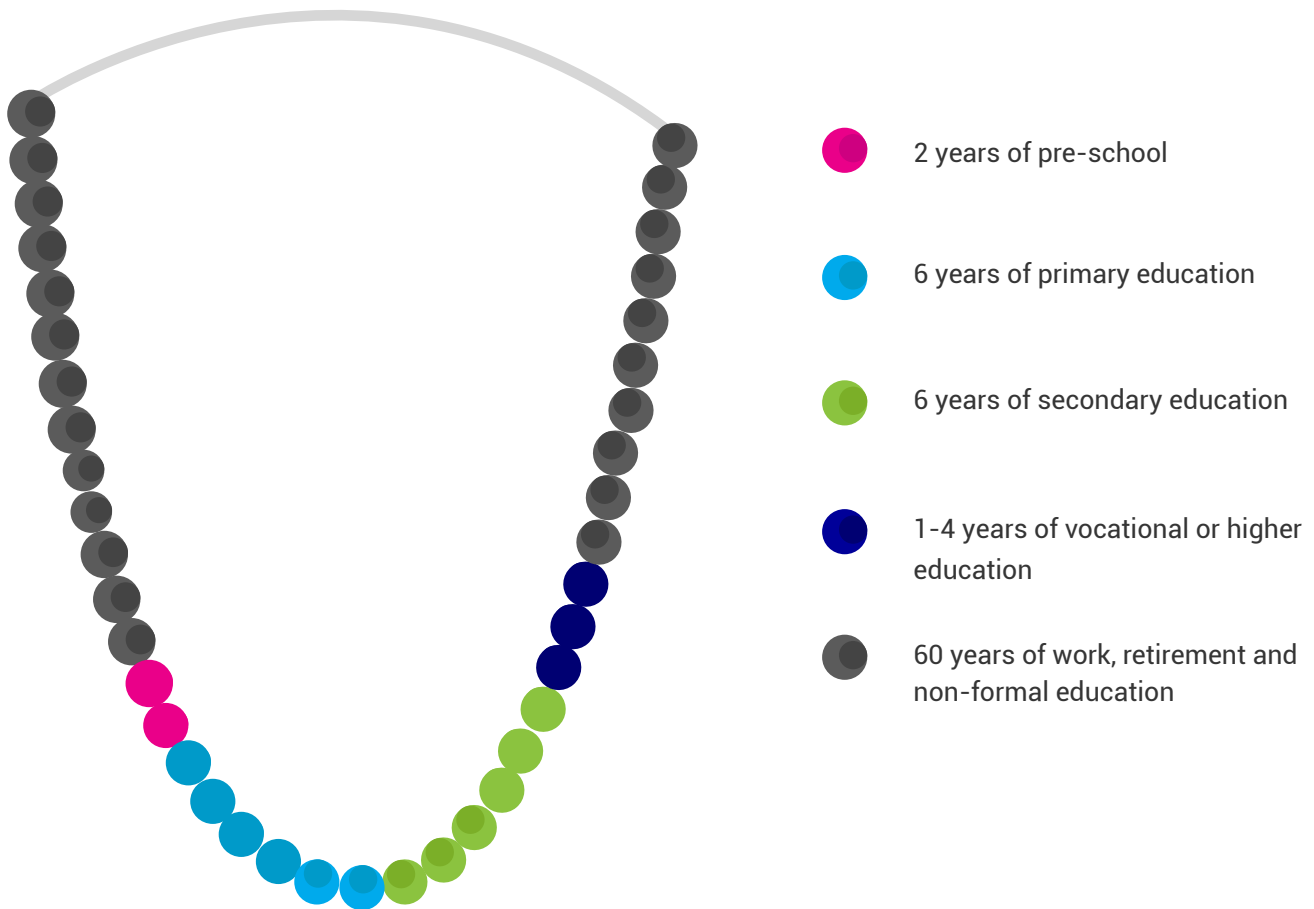 2 years of pre-school
6 years of primary education
6 years of secondary education
1-4 years of vocational or higher
education
60 years of work, retirement and
non-formal education